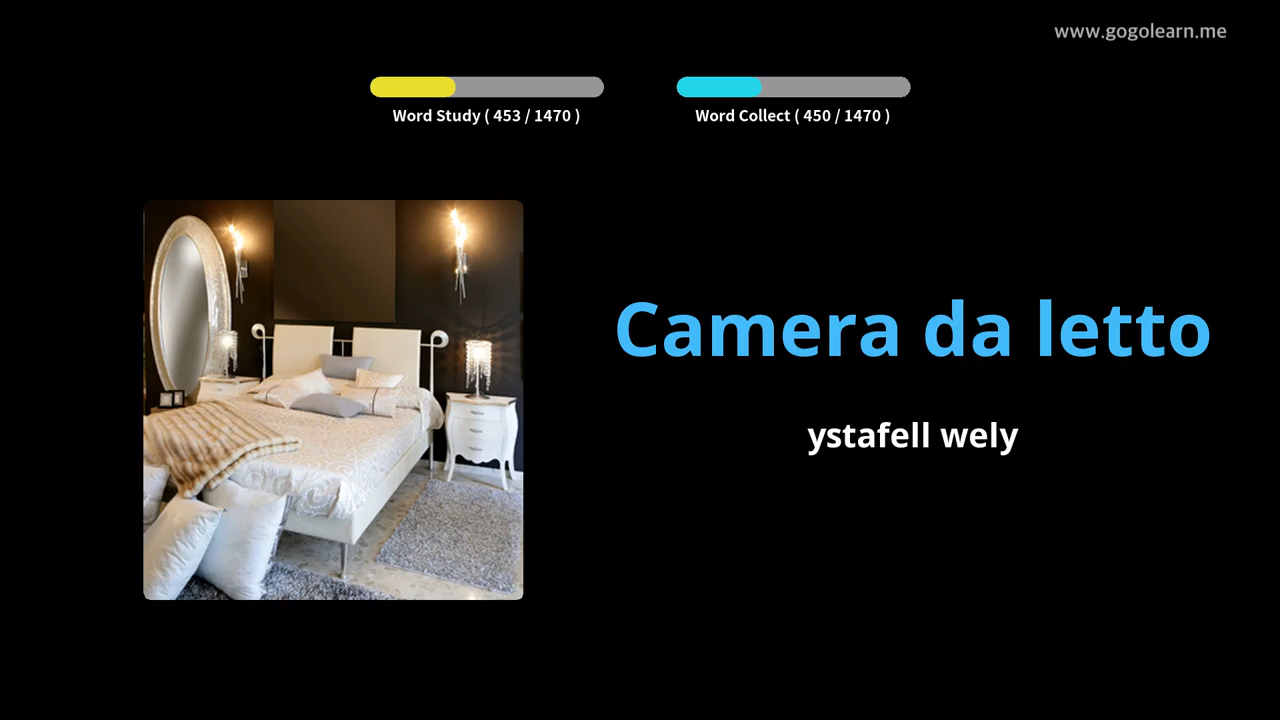 www.gogolearn.me
Word Study ( 453 / 1470 )
Word Collect ( 450 / 1470 )
Camera da letto
ystafell wely